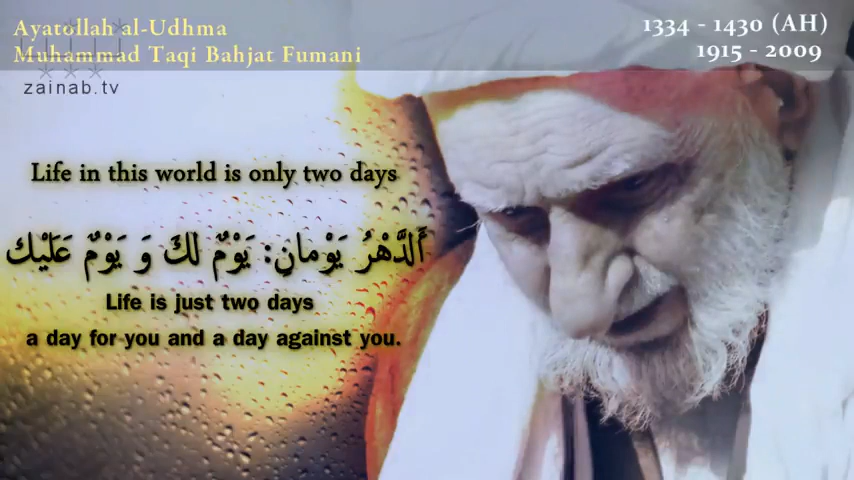 Ayatollah al-Udhma
Muhammad Taqi Bahjat Fumani
1334 - 1430 (AH)
1915 - 2009
zainab.tv
Life in this world is only two days
أَلدَّهْرُ يَوْمانِ: يَوْمٌ لَكَ وَ يَوْمٌ عَلَيْكَ
Life is just two days
a day for you and a day against you.